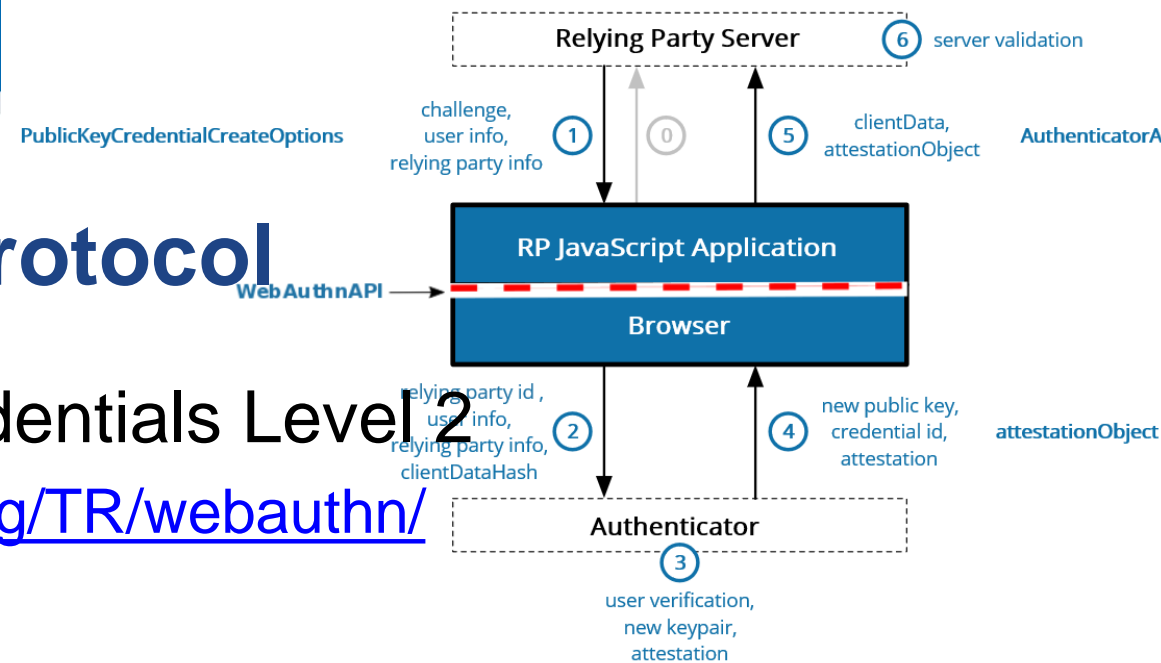 Relying Party Server
6 server validation
PublicKeyCredentialCreateOptions
challenge,
user info,
relying party info
1
0
5
clientData,
attestationObject
AuthenticatorA
rotocol
WebAuthnAPI
RP JavaScript Application
Browser
dentials Level 2
g/TR/webauthn/
relying party id ,
user info,
relying party info,
clientDataHash
2
4
new public key,
credential id,
attestation
attestationObject
Authenticator
3
user verification,
new keypair,
attestation